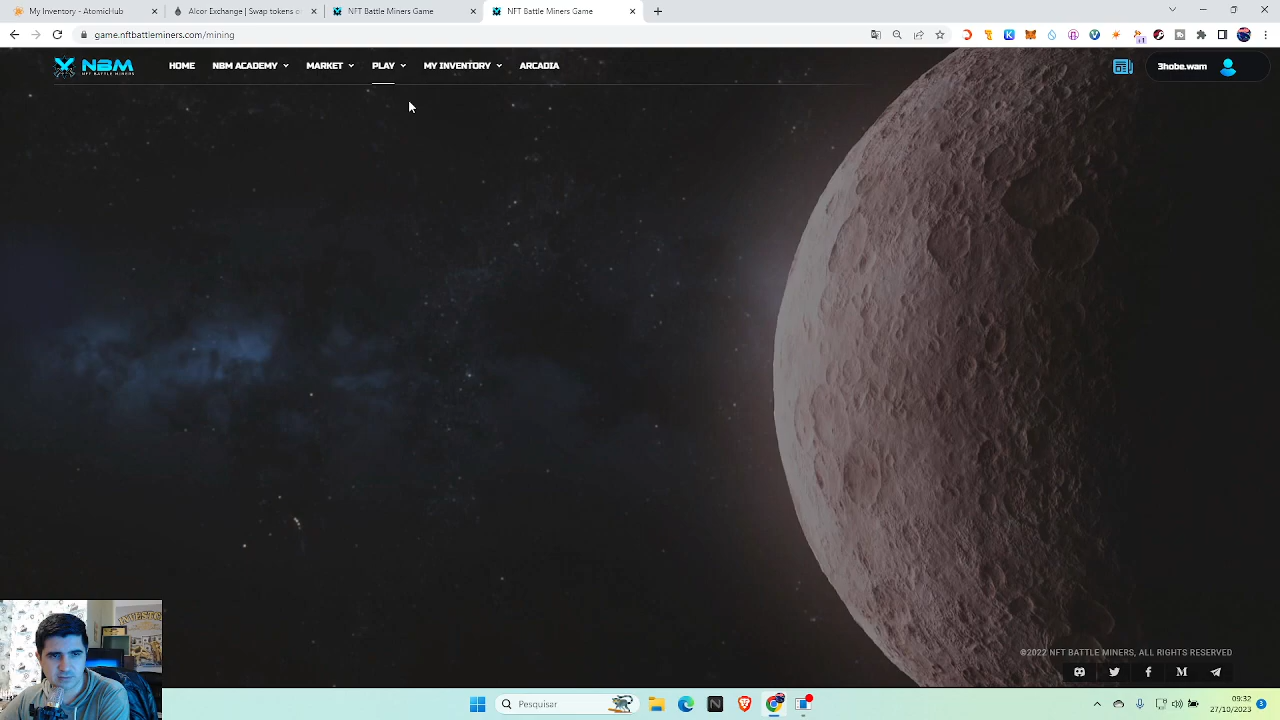 My Inventory - AtomicHub
Alcor Exchange | Swap tokens o
NFT Battle Miners Game
NFT Battle Miners Game
game.nftbattleminers.com/mining
NBM
NFT BATTLE MINERS
HOME
NBM ACADEMY
MARKET
PLAY
MY INVENTORY
ARCADIA
3hobe.wam
©2022 NFT BATTLE MINERS, ALL RIGHTS RESERVED
Pesquisar
09:32
27/10/2023
3